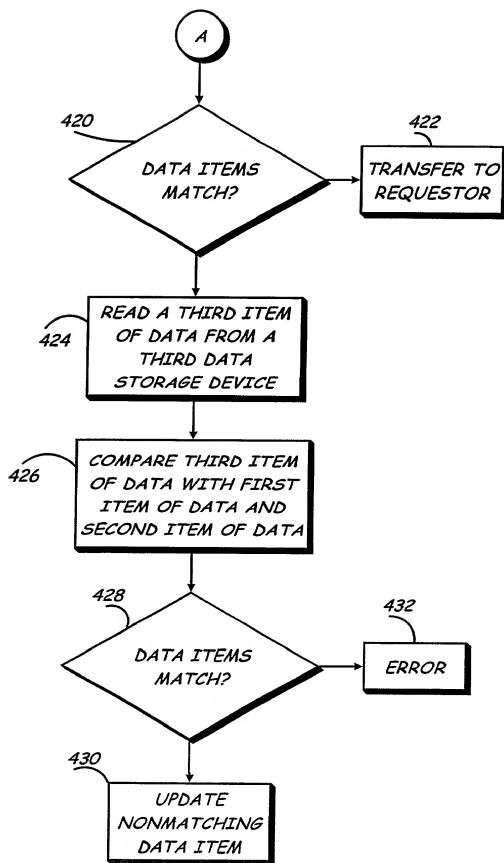 A
420
DATA ITEMS
MATCH?
422
TRANSFER TO
REQUESTOR
424
READ A THIRD ITEM
OF DATA FROM A
THIRD DATA
STORAGE DEVICE
426
COMPARE THIRD ITEM
OF DATA WITH FIRST
ITEM OF DATA AND
SECOND ITEM OF DATA
428
DATA ITEMS
MATCH?
432
ERROR
430
UPDATE
NONMATCHING
DATA ITEM